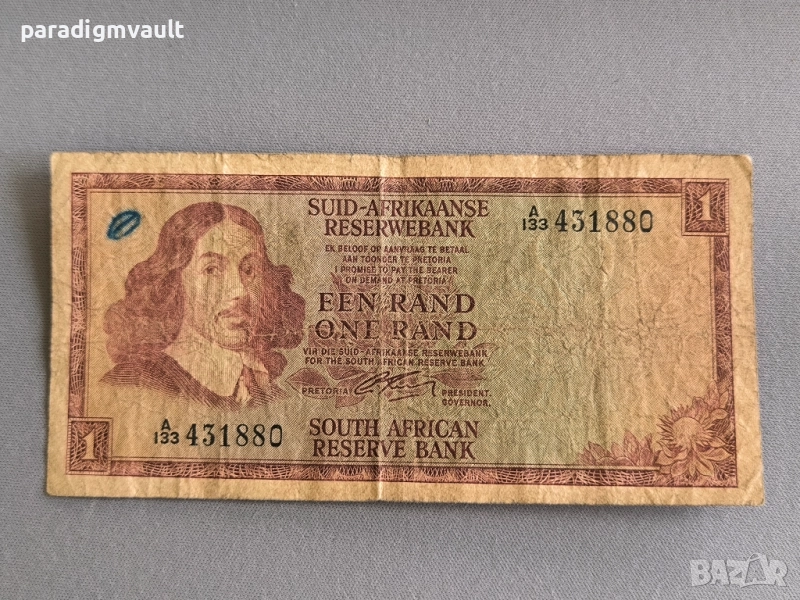 paradigmvault
SUID-AFRIKAANSE
RESERWEBANK
A/133 431880
1
EK BELOOF OP AANVRAAG TE BETAAL
AAN TOONDER TE PRETORIA
I PROMISE TO PAY THE BEARER
ON DEMAND AT PRETORIA
EEN RAND
ONE RAND
VIR DIE SUID-AFRIKAANSE RESERWEBANK
FOR THE SOUTH AFRICAN RESERVE BANK
PRETORIA
PRESIDENT.
GOVERNOR.
1
A/133 431880
SOUTH AFRICAN
RESERVE BANK
BAZAR